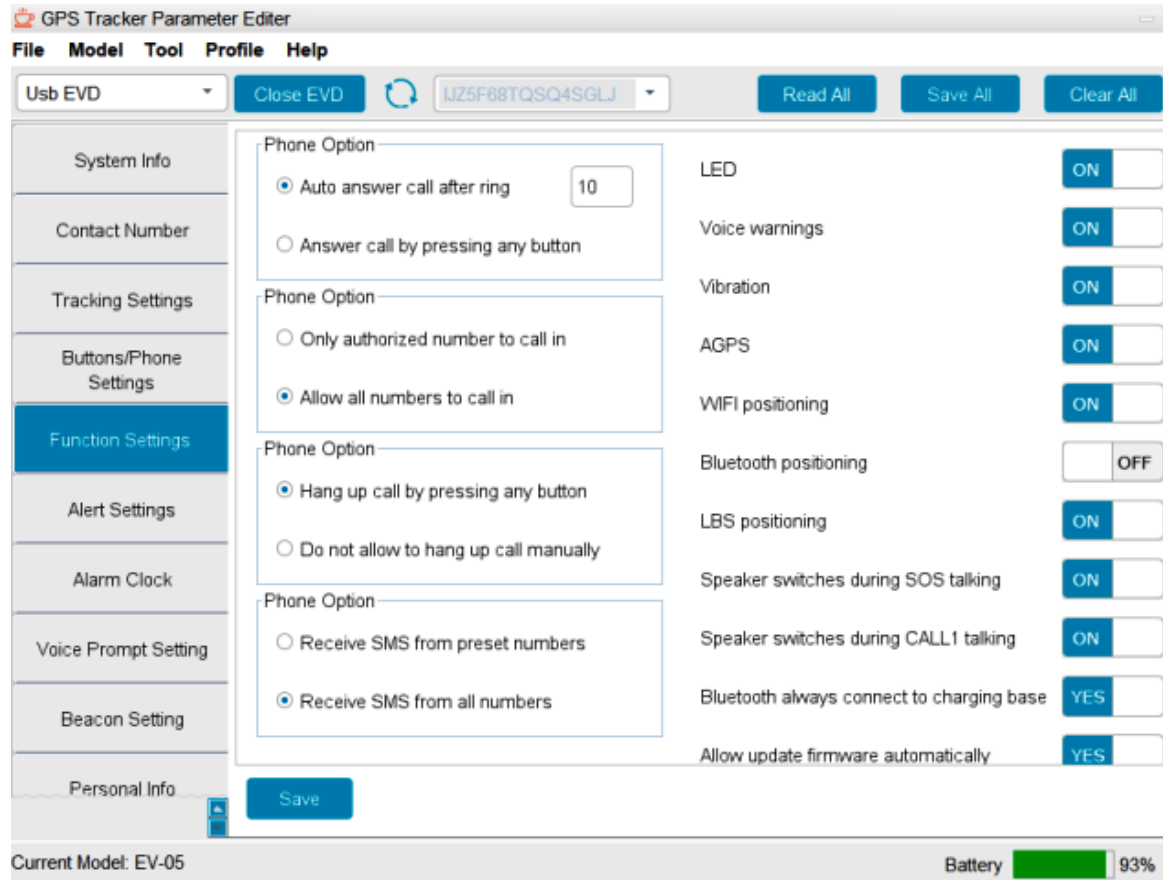 GPS Tracker Parameter Editer
File Model Tool Profile Help
Usb EVD Close EVD IJZ5F68TQSQ4SGLJ Read All Save All Clear All
System Info
Contact Number
Tracking Settings
Buttons/Phone
Settings
Function Settings
Alert Settings
Alarm Clock
Voice Prompt Setting
Beacon Setting
Personal Info
Phone Option
Auto answer call after ring 10
Answer call by pressing any button
Phone Option
Only authorized number to call in
Allow all numbers to call in
Phone Option
Hang up call by pressing any button
Do not allow to hang up call manually
Phone Option
Receive SMS from preset numbers
Receive SMS from all numbers
LED ON
Voice warnings ON
Vibration ON
AGPS ON
WIFI positioning ON
Bluetooth positioning OFF
LBS positioning ON
Speaker switches during SOS talking ON
Speaker switches during CALL1 talking ON
Bluetooth always connect to charging base YES
Allow update firmware automatically YES
Save
Current Model: EV-05 Battery 93%